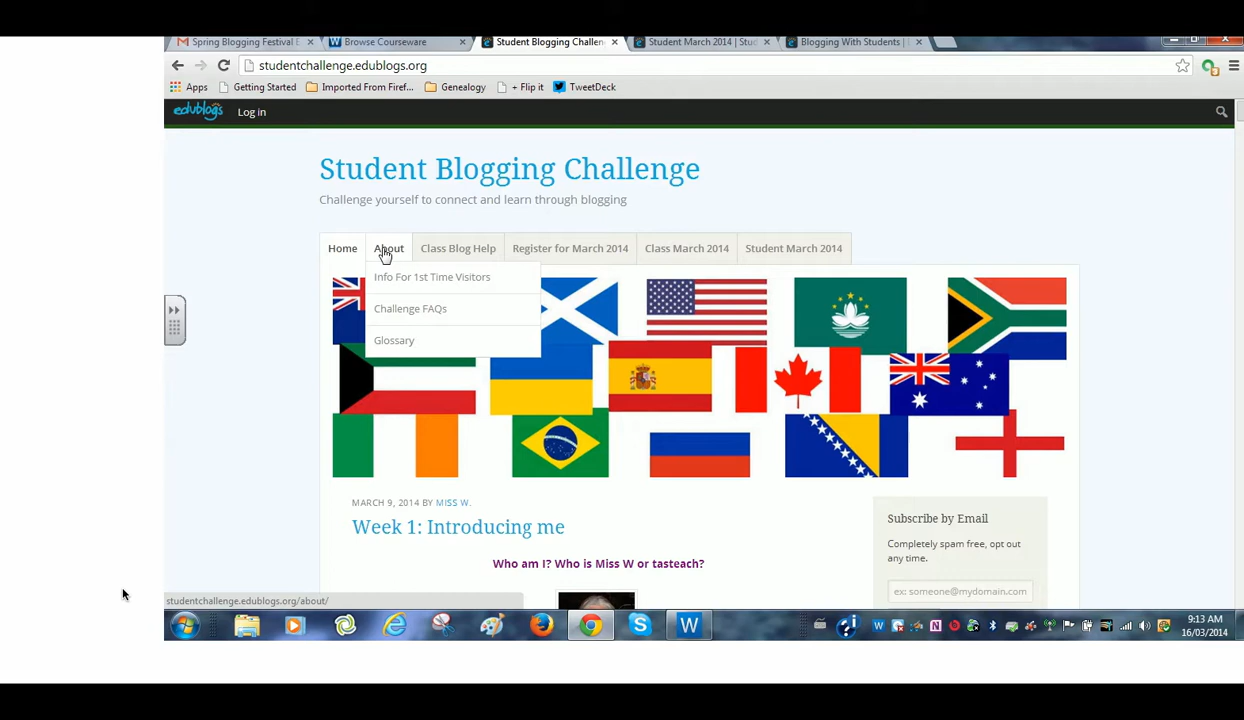 Spring Blogging Festival E
Browse Courseware
Student Blogging Challen
Student March 2014 | Stud
Blogging With Students |
studentchallenge.edublogs.org
Apps
Getting Started
Imported From Firef...
Genealogy
+ Flip it
TweetDeck
edublogs
Log in
Student Blogging Challenge
Challenge yourself to connect and learn through blogging
Home
About
Class Blog Help
Register for March 2014
Class March 2014
Student March 2014
Info For 1st Time Visitors
Challenge FAQs
Glossary
MARCH 9, 2014 BY MISS W.
Week 1: Introducing me
Who am I? Who is Miss W or tasteach?
Subscribe by Email
Completely spam free, opt out
any time.
ex: someone@mydomain.com
studentchallenge.edublogs.org/about/
9:13 AM
16/03/2014